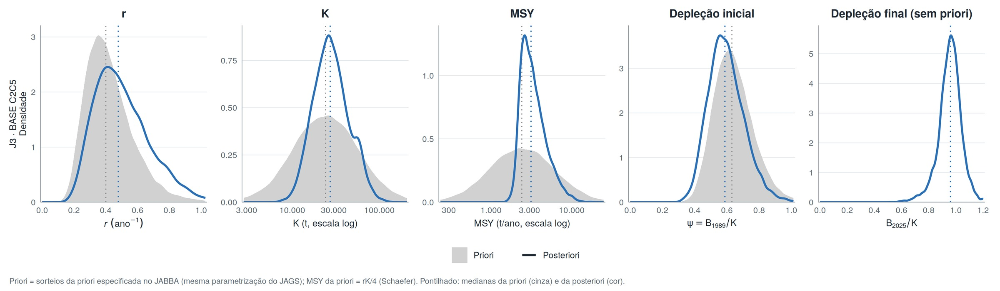 r
K
MSY
Depleção inicial
Depleção final (sem priori)
J3 · BASE C2C5
Densidade
3
2
1
0
0.0 0.2 0.4 0.6 0.8 1.0
r (ano⁻¹)
0.75
0.50
0.25
0.00
3.000 10.000 30.000 100.000
K (t, escala log)
1.0
0.5
0.0
300 1.000 3.000 10.000
MSY (t/ano, escala log)
3
2
1
0
0.0 0.2 0.4 0.6 0.8 1.0
ψ = B₁₉₈₉/K
5
4
3
2
1
0
0.0 0.2 0.4 0.6 0.8 1.0 1.2
B₂₀₂₅/K
Priori
Posteriori
Priori = sorteios da priori especificada no JABBA (mesma parametrização do JAGS); MSY da priori = rK/4 (Schaefer). Pontilhado: medianas da priori (cinza) e da posteriori (cor).